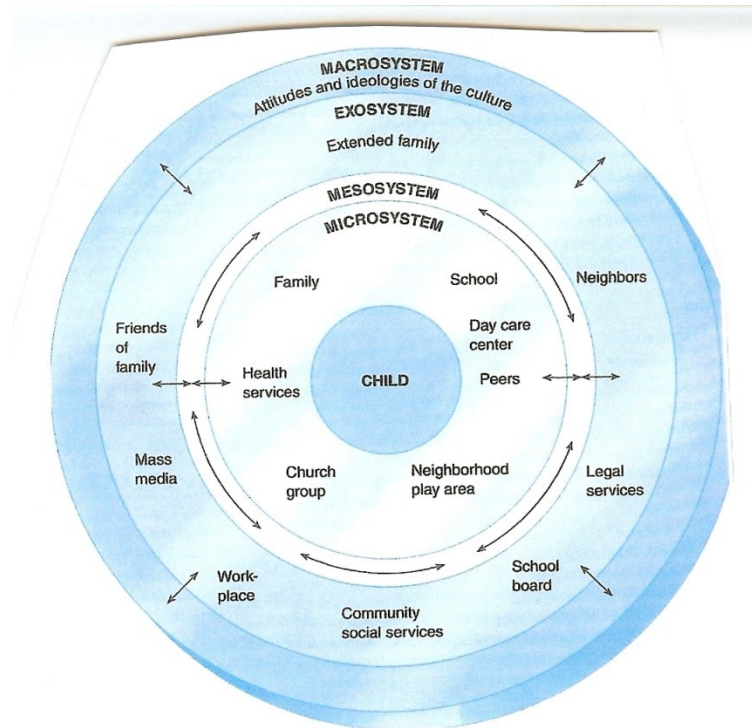 MACROSYSTEM
Attitudes and ideologies of the culture
EXOSYSTEM
Extended family
MESOSYSTEM
MICROSYSTEM
Family
School
Neighbors
Friends
of
family
Day care
center
Health
services
CHILD
Peers
Mass
media
Church
group
Neighborhood
play area
Legal
services
Work-
place
Community
social services
School
board